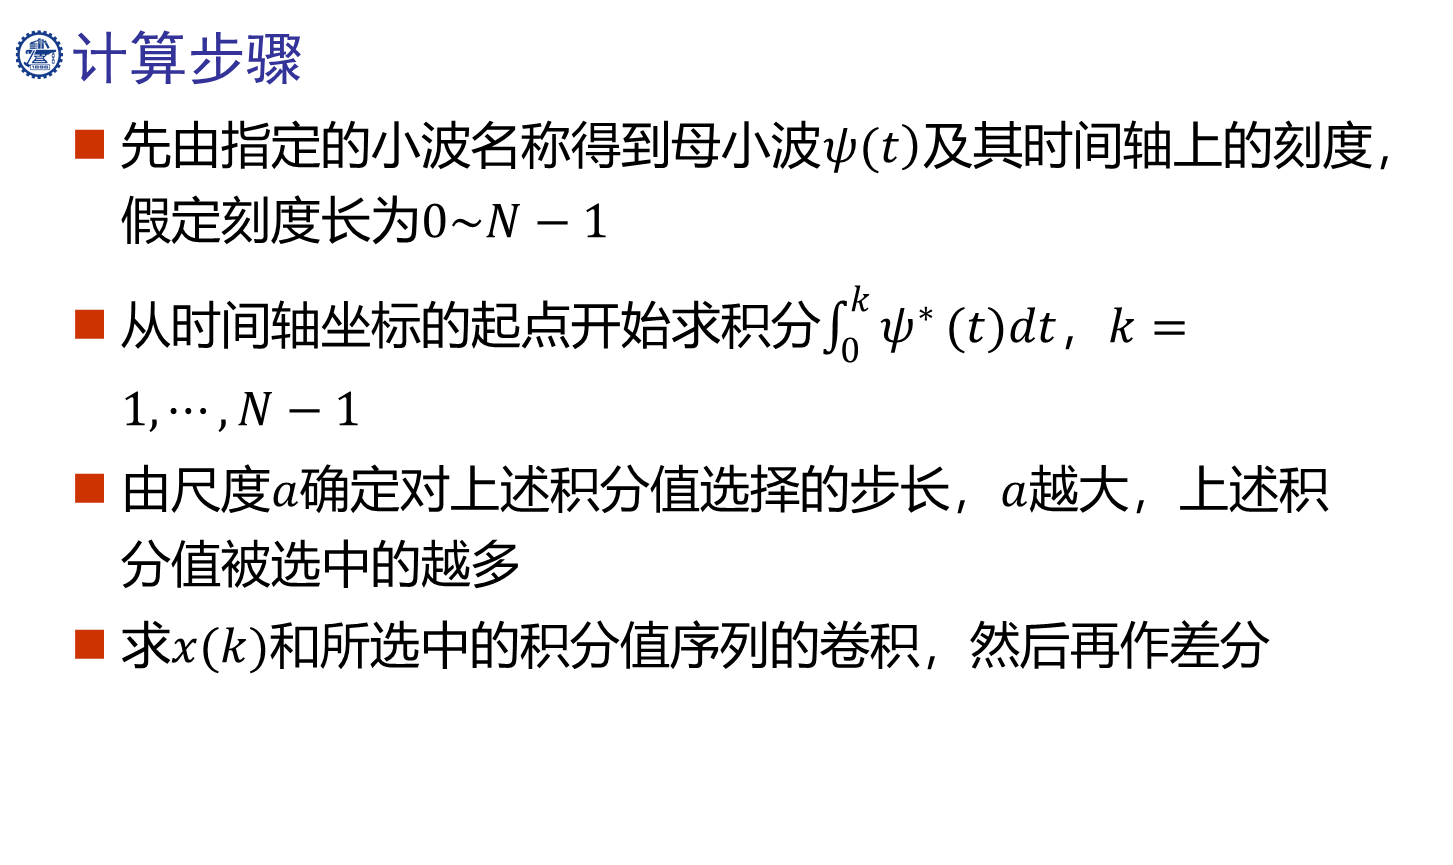 计算步骤
先由指定的小波名称得到母小波ψ(t)及其时间轴上的刻度，
假定刻度长为0~N − 1
从时间轴坐标的起点开始求积分∫₀ᵏ ψ* (t)dt，k =
1, ⋯ , N − 1
由尺度a确定对上述积分值选择的步长，a越大，上述积
分值被选中的越多
求x(k)和所选中的积分值序列的卷积，然后再作差分